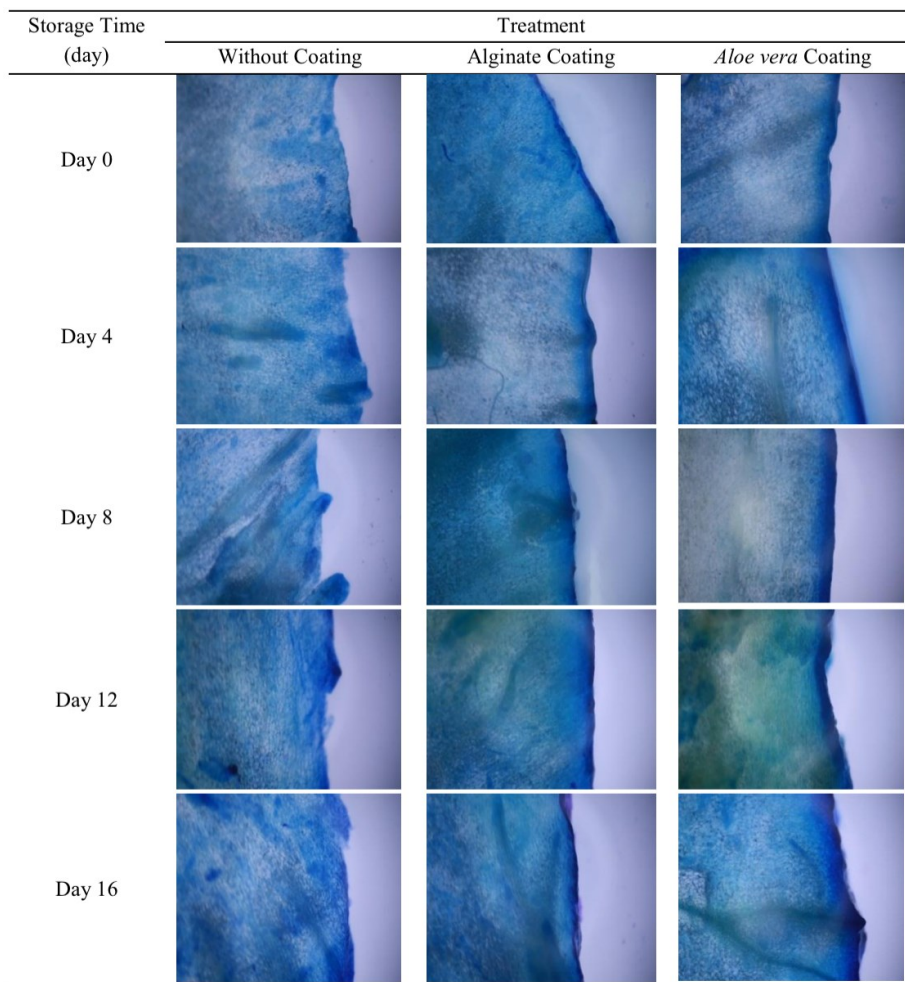 Storage Time
(day)
Treatment
Without Coating
Alginate Coating
Aloe vera Coating
Day 0
Day 4
Day 8
Day 12
Day 16